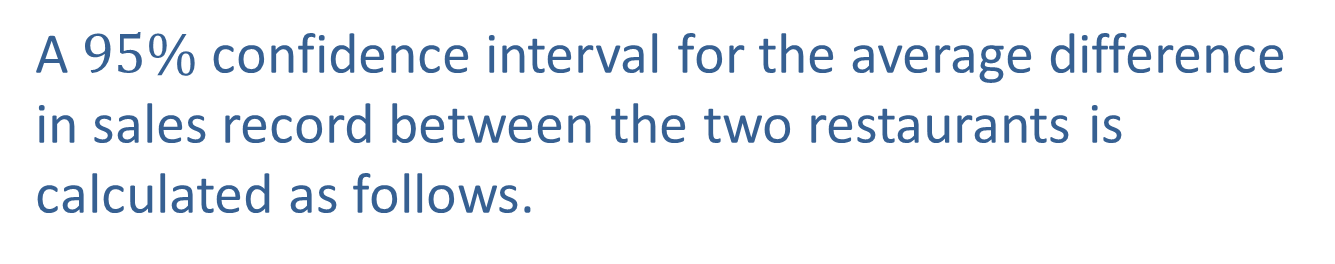 A 95% confidence interval for the average difference
in sales record between the two restaurants is
calculated as follows.